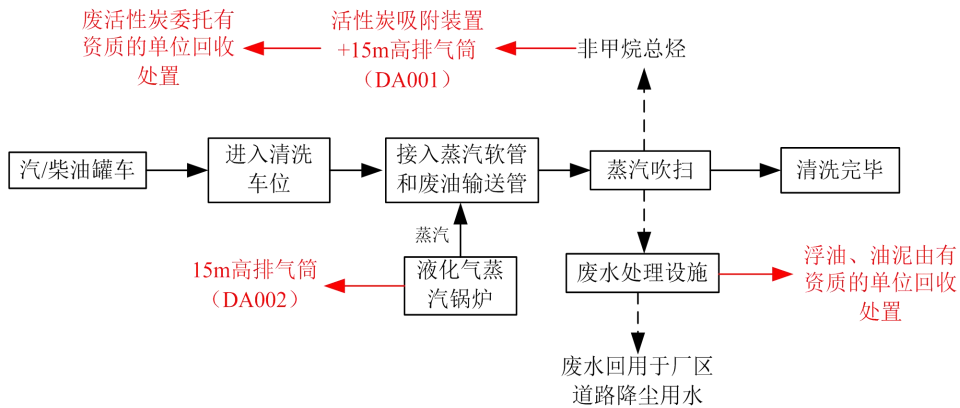 废活性炭委托有
资质的单位回收
处置
活性炭吸附装置
+15m高排气筒
（DA001）
非甲烷总烃
汽/柴油罐车
进入清洗
车位
接入蒸汽软管
和废油输送管
蒸汽吹扫
清洗完毕
蒸汽
15m高排气筒
（DA002）
液化气蒸
汽锅炉
废水处理设施
浮油、油泥由有
资质的单位回收
处置
废水回用于厂区
道路降尘用水